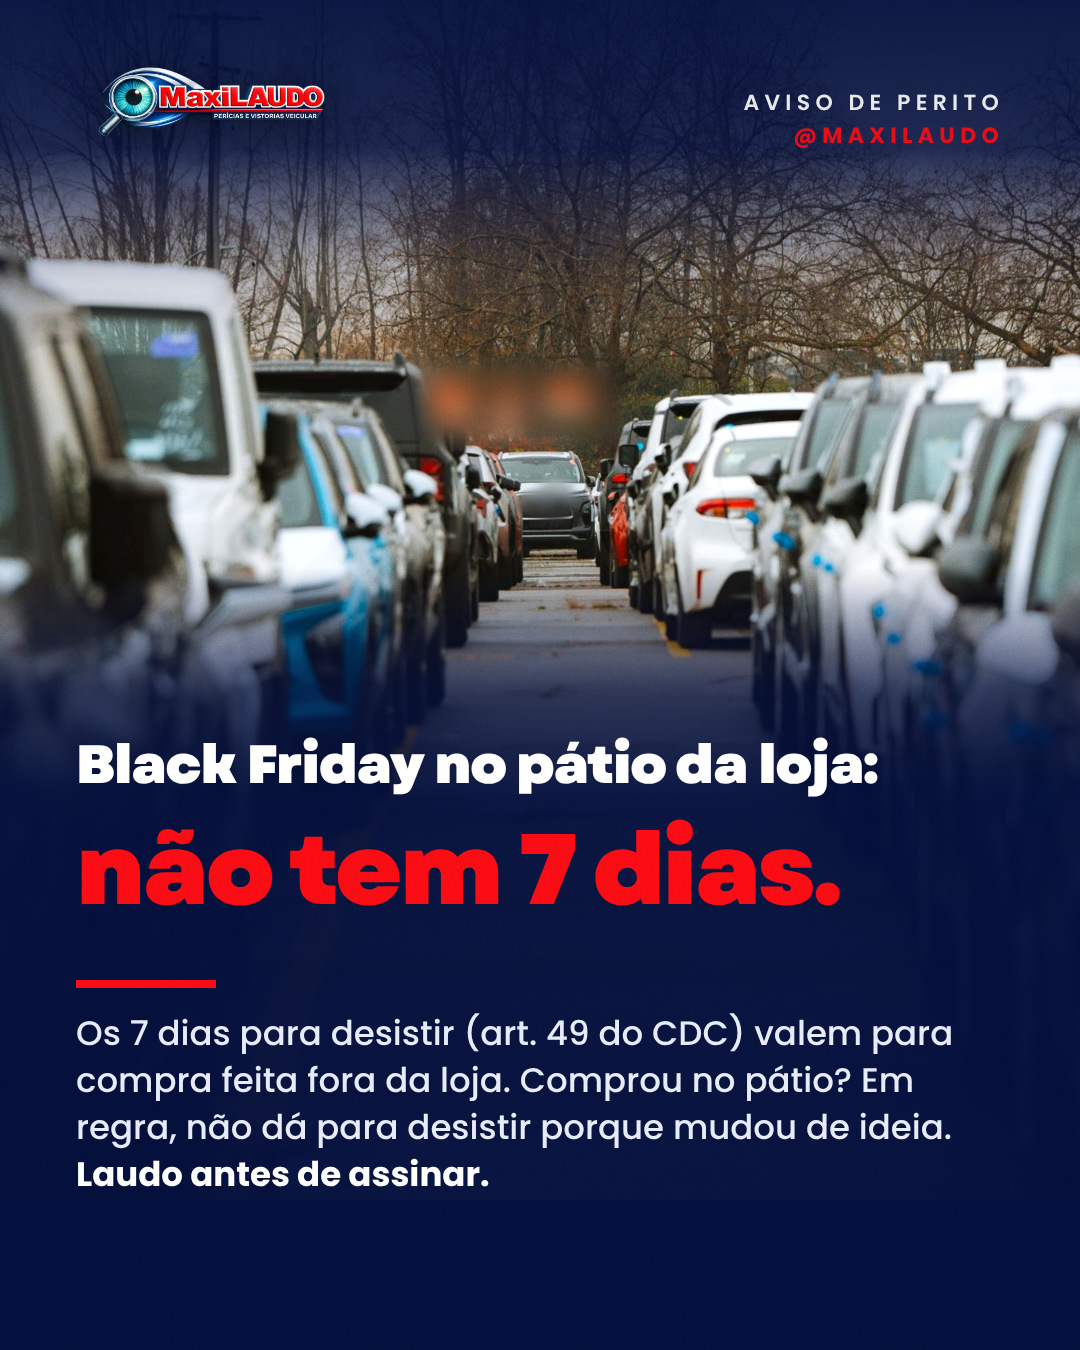 MaxiLAUDO
PERÍCIAS E VISTORIAS VEICULAR
AVISO DE PERITO
@MAXILAUDO
Black Friday no pátio da loja:
não tem 7 dias.
Os 7 dias para desistir (art. 49 do CDC) valem para
compra feita fora da loja. Comprou no pátio? Em
regra, não dá para desistir porque mudou de ideia.
Laudo antes de assinar.